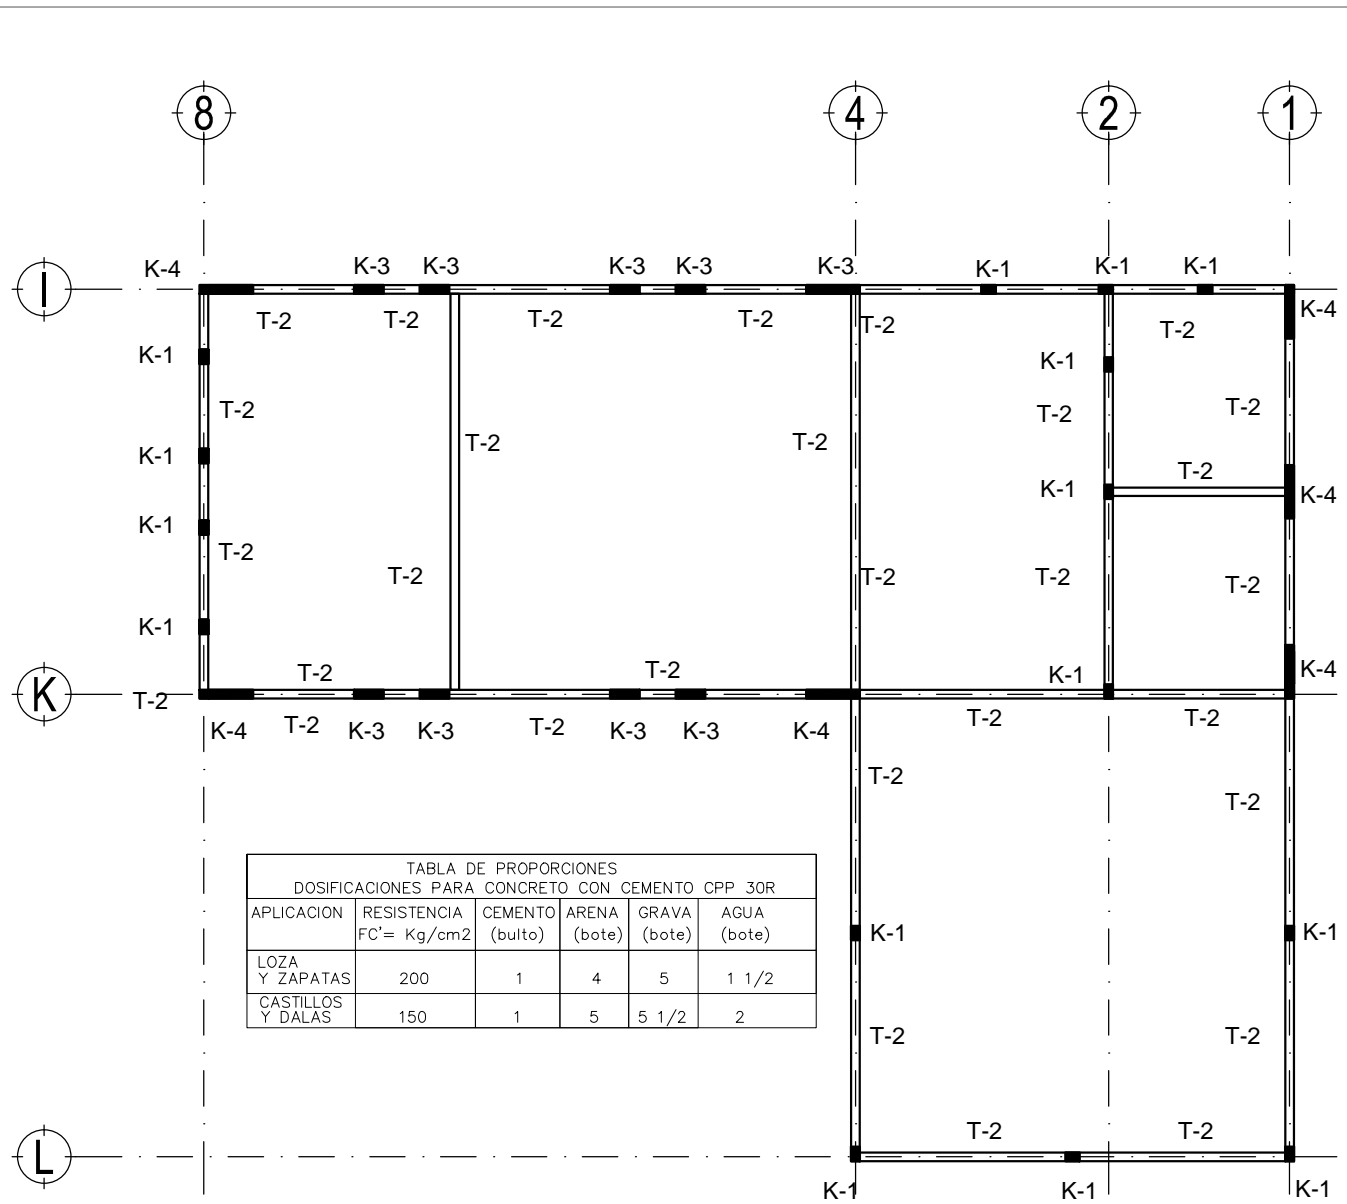 8 4 2 1
I
K-4 K-3 K-3 K-3 K-3 K-3 K-1 K-1 K-1
K-4
T-2 T-2 T-2 T-2 T-2 T-2
K-1 K-1
T-2 T-2 T-2
T-2 T-2
K-1 T-2
K-1 K-4
K-1
T-2 T-2 T-2 T-2 T-2
K-1
T-2 T-2 K-1 K-4
K
T-2
K-4 T-2 K-3 K-3 T-2 K-3 K-3 K-4 T-2 T-2
T-2 T-2
TABLA DE PROPORCIONES
DOSIFICACIONES PARA CONCRETO CON CEMENTO CPP 30R
APLICACION RESISTENCIA CEMENTO ARENA GRAVA AGUA
FC'= Kg/cm2 (bulto) (bote) (bote) (bote)
LOZA
Y ZAPATAS 200 1 4 5 1 1/2
CASTILLOS
Y DALAS 150 1 5 5 1/2 2
K-1 K-1
T-2 T-2
T-2 T-2
L
K-1 K-1 K-1